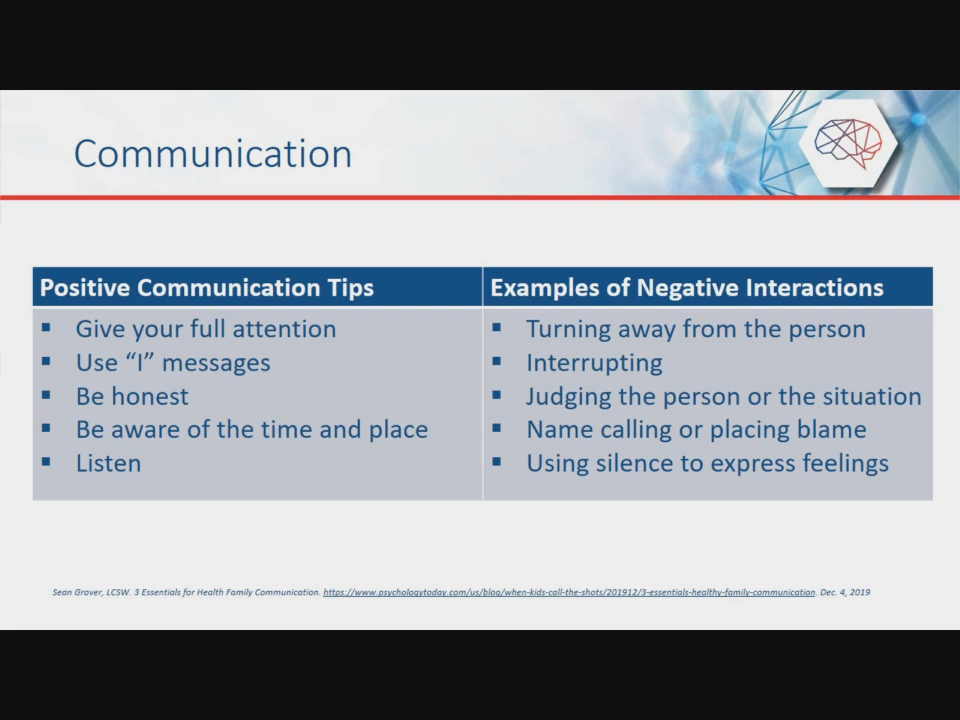 Communication
Positive Communication Tips
▪ Give your full attention
▪ Use “I” messages
▪ Be honest
▪ Be aware of the time and place
▪ Listen
Examples of Negative Interactions
▪ Turning away from the person
▪ Interrupting
▪ Judging the person or the situation
▪ Name calling or placing blame
▪ Using silence to express feelings
Sean Grover, LCSW. 3 Essentials for Health Family Communication. https://www.psychologytoday.com/us/blog/when-kids-call-the-shots/201912/3-essentials-healthy-family-communication. Dec. 4, 2019